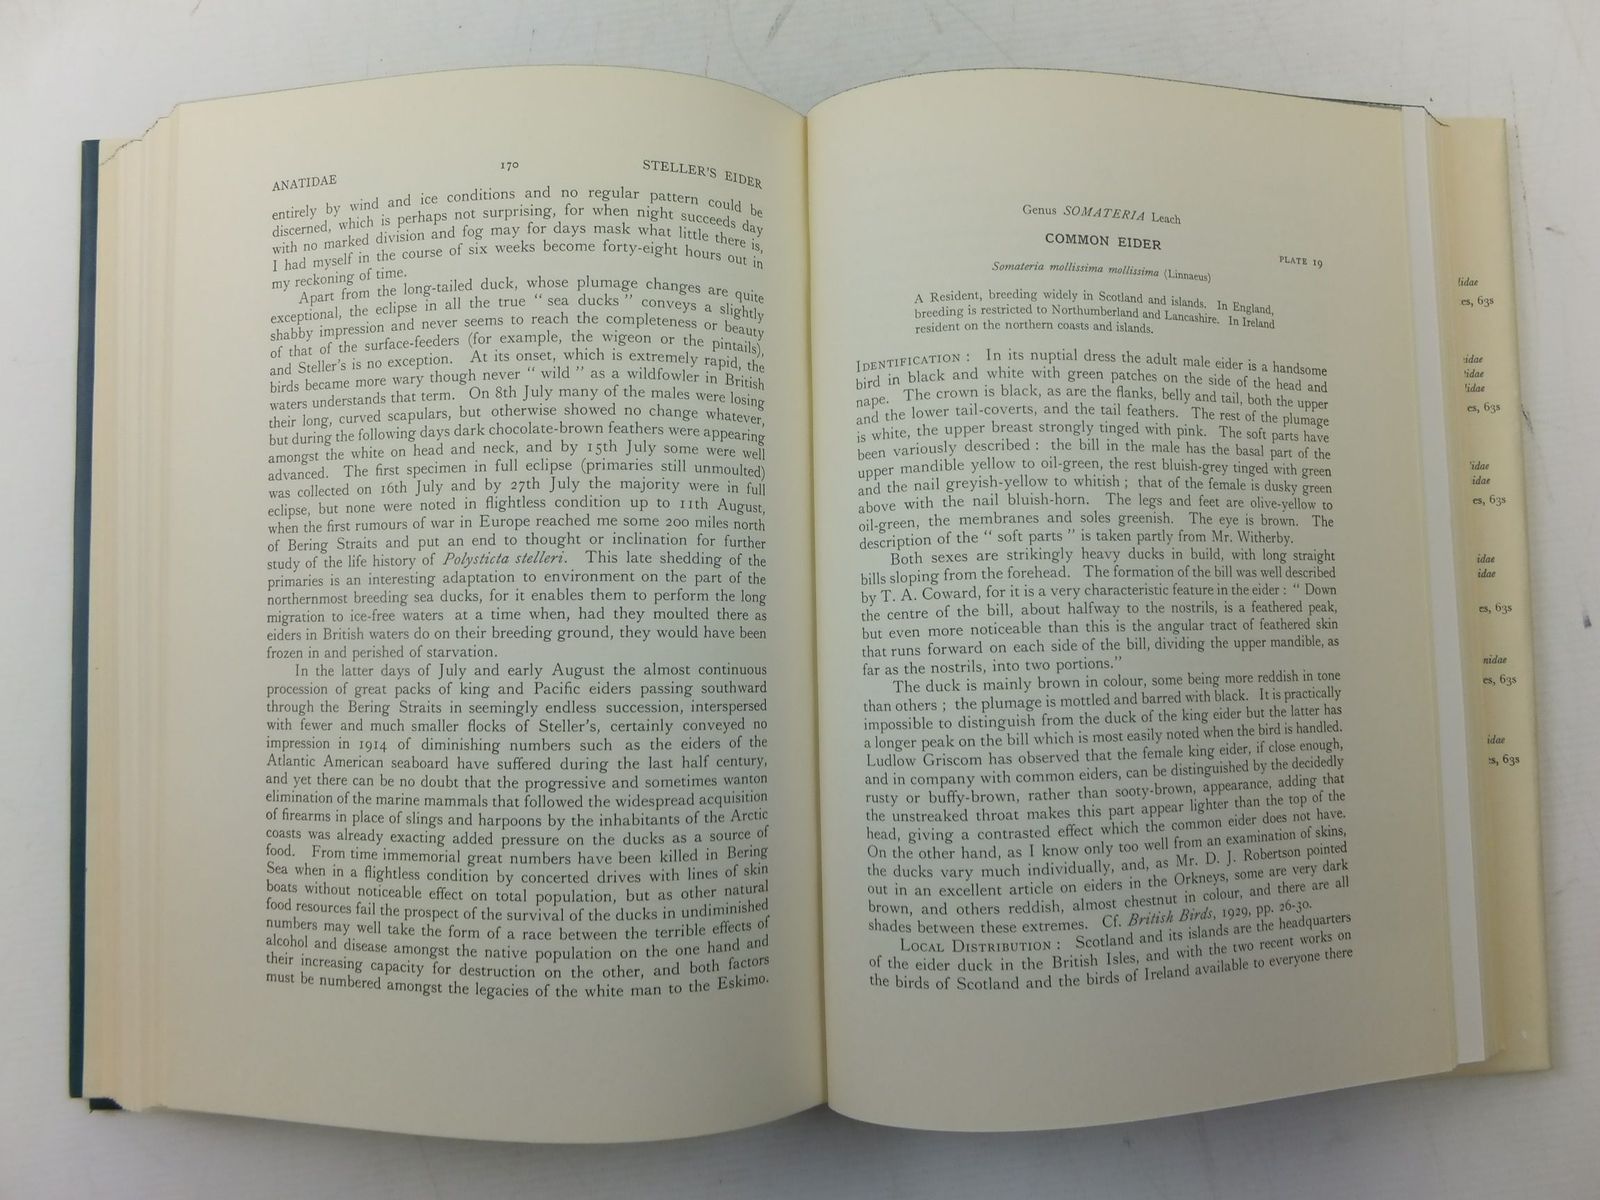 ANATIDAE 170 STELLER'S EIDER
entirely by wind and ice conditions and no regular pattern could be
discerned, which is perhaps not surprising, for when night succeeds day
with no marked division and fog may for days mask what little there is,
I had myself in the course of six weeks become forty-eight hours out in
my reckoning of time.
Apart from the long-tailed duck, whose plumage changes are quite
exceptional, the eclipse in all the true “ sea ducks ” conveys a slightly
shabby impression and never seems to reach the completeness or beauty
of that of the surface-feeders (for example, the wigeon or the pintails),
and Steller's is no exception. At its onset, which is extremely rapid, the
birds became more wary though never “ wild ” as a wildfowler in British
waters understands that term. On 8th July many of the males were losing
their long, curved scapulars, but otherwise showed no change whatever,
but during the following days dark chocolate-brown feathers were appearing
amongst the white on head and neck, and by 15th July some were well
advanced. The first specimen in full eclipse (primaries still unmoulted)
was collected on 16th July and by 27th July the majority were in full
eclipse, but none were noted in flightless condition up to 11th August,
when the first rumours of war in Europe reached me some 200 miles north
of Bering Straits and put an end to thought or inclination for further
study of the life history of Polysticta stelleri. This late shedding of the
primaries is an interesting adaptation to environment on the part of the
northernmost breeding sea ducks, for it enables them to perform the long
migration to ice-free waters at a time when, had they moulted there as
eiders in British waters do on their breeding ground, they would have been
frozen in and perished of starvation.
In the latter days of July and early August the almost continuous
procession of great packs of king and Pacific eiders passing southward
through the Bering Straits in seemingly endless succession, interspersed
with fewer and much smaller flocks of Steller's, certainly conveyed no
impression in 1914 of diminishing numbers such as the eiders of the
Atlantic American seaboard have suffered during the last half century,
and yet there can be no doubt that the progressive and sometimes wanton
elimination of the marine mammals that followed the widespread acquisition
of firearms in place of slings and harpoons by the inhabitants of the Arctic
coasts was already exacting added pressure on the ducks as a source of
food. From time immemorial great numbers have been killed in Bering
Sea when in a flightless condition by concerted drives with lines of skin
boats without noticeable effect on total population, but as other natural
food resources fail the prospect of the survival of the ducks in undiminished
numbers may well take the form of a race between the terrible effects of
alcohol and disease amongst the native population on the one hand and
their increasing capacity for destruction on the other, and both factors
must be numbered amongst the legacies of the white man to the Eskimo.
Genus SOMATERIA Leach
COMMON EIDER
PLATE 19
Somateria mollissima mollissima (Linnaeus)
A Resident, breeding widely in Scotland and islands. In England,
breeding is restricted to Northumberland and Lancashire. In Ireland
resident on the northern coasts and islands.
IDENTIFICATION : In its nuptial dress the adult male eider is a handsome
bird in black and white with green patches on the side of the head and
nape. The crown is black, as are the flanks, belly and tail, both the upper
and the lower tail-coverts, and the tail feathers. The rest of the plumage
is white, the upper breast strongly tinged with pink. The soft parts have
been variously described : the bill in the male has the basal part of the
upper mandible yellow to oil-green, the rest bluish-grey tinged with green
and the nail greyish-yellow to whitish ; that of the female is dusky green
above with the nail bluish-horn. The legs and feet are olive-yellow to
oil-green, the membranes and soles greenish. The eye is brown. The
description of the “ soft parts ” is taken partly from Mr. Witherby.
Both sexes are strikingly heavy ducks in build, with long straight
bills sloping from the forehead. The formation of the bill was well described
by T. A. Coward, for it is a very characteristic feature in the eider : “ Down
the centre of the bill, about halfway to the nostrils, is a feathered peak,
but even more noticeable than this is the angular tract of feathered skin
that runs forward on each side of the bill, dividing the upper mandible, as
far as the nostrils, into two portions.”
The duck is mainly brown in colour, some being more reddish in tone
than others ; the plumage is mottled and barred with black. It is practically
impossible to distinguish from the duck of the king eider but the latter has
a longer peak on the bill which is most easily noted when the bird is handled.
Ludlow Griscom has observed that the female king eider, if close enough,
and in company with common eiders, can be distinguished by the decidedly
rusty or buffy-brown, rather than sooty-brown, appearance, adding that
the unstreaked throat makes this part appear lighter than the top of the
head, giving a contrasted effect which the common eider does not have.
On the other hand, as I know only too well from an examination of skins,
the ducks vary much individually, and, as Mr. D. J. Robertson pointed
out in an excellent article on eiders in the Orkneys, some are very dark
brown, and others reddish, almost chestnut in colour, and there are all
shades between these extremes. Cf. British Birds, 1929, pp. 26-30.
LOCAL DISTRIBUTION : Scotland and its islands are the headquarters
of the eider duck in the British Isles, and with the two recent works on
the birds of Scotland and the birds of Ireland available to everyone there
idae
es, 63s
idae
idae
idae
es, 63s
idae
idae
es, 63s
idae
idae
es, 63s
nidae
es, 63s
idae
s, 63s